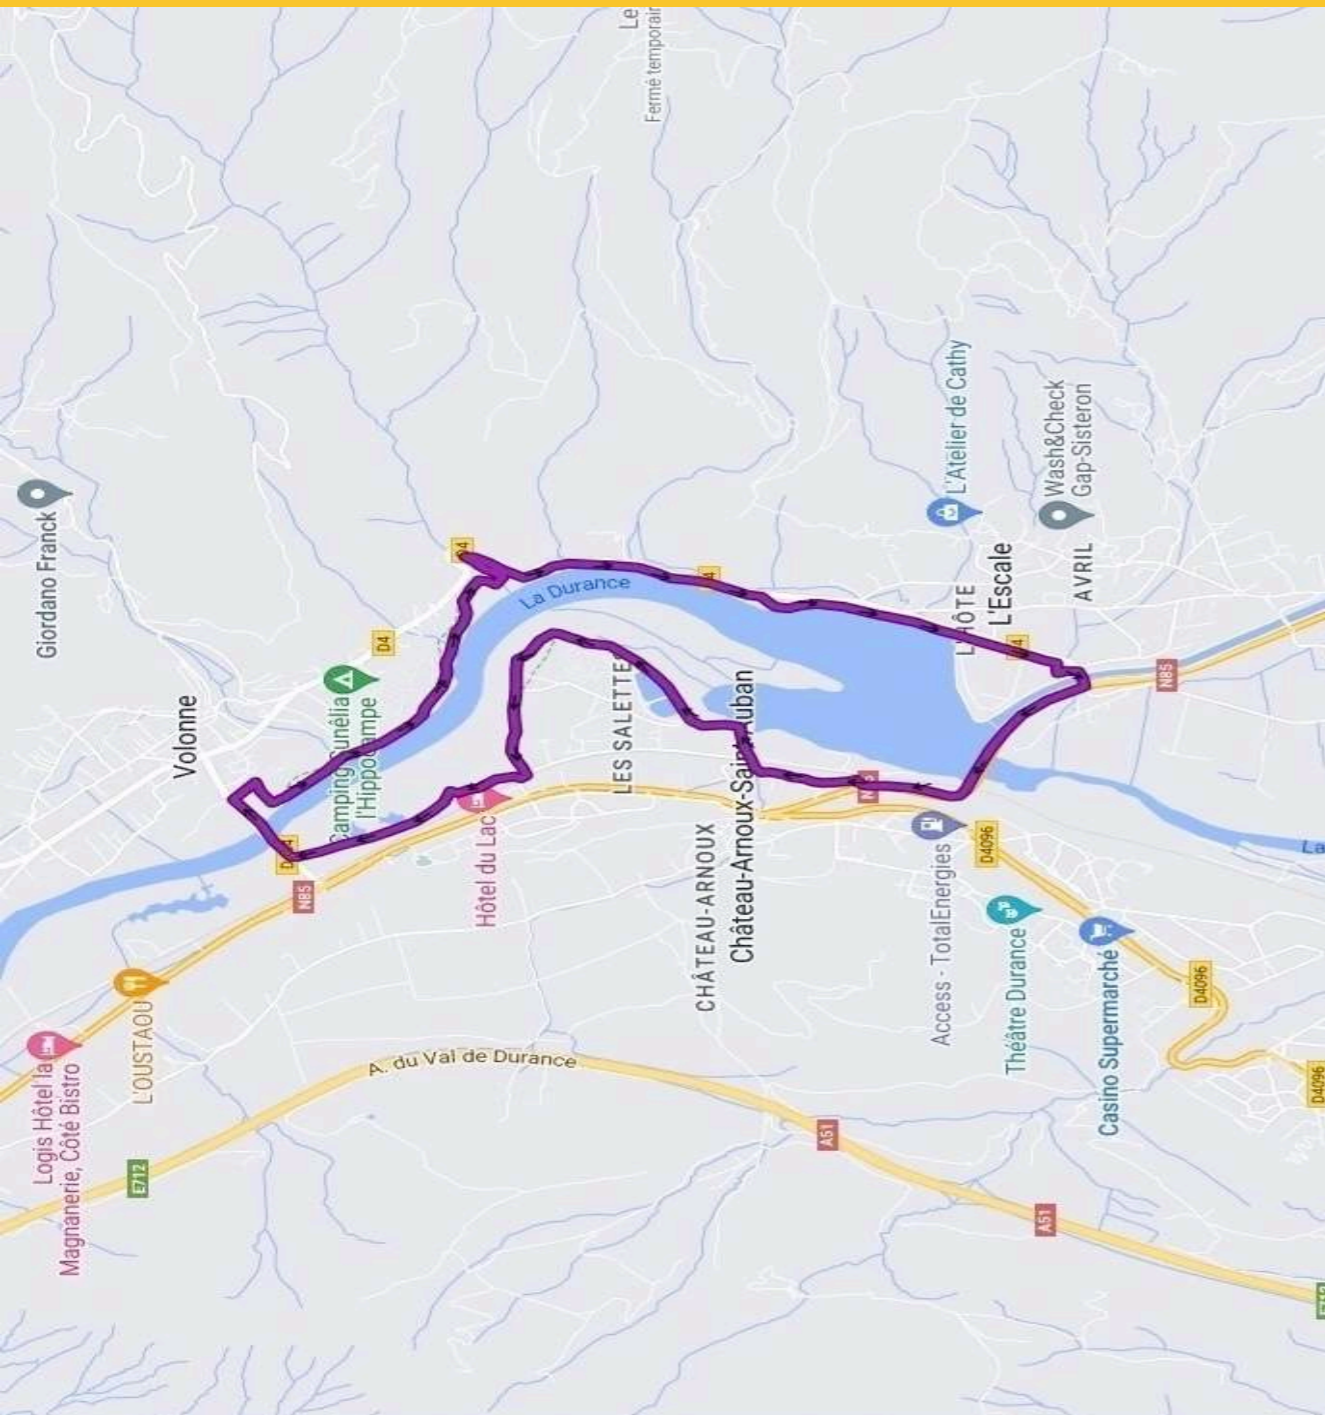 Le
Fermé temporair
Giordano Franck
Volonne
D4
D4
Camping Sunêlia
l'Hippocampe
La Durance
D4
L'Atelier de Cathy
Wash&Check
Gap-Sisteron
L'HÔTE
L'Escale
AVRIL
D4
N85
LES SALETTE
Château-Arnoux-Saint-Auban
CHÂTEAU-ARNOUX
Hôtel du Lac
N85
Access - TotalEnergies
D4096
Théâtre Durance
Casino Supermarché
D4096
D4096
La
L'OUSTAOU
Logis Hôtel la
Magnanerie, Côté Bistro
E712
A. du Val de Durance
A51
A51